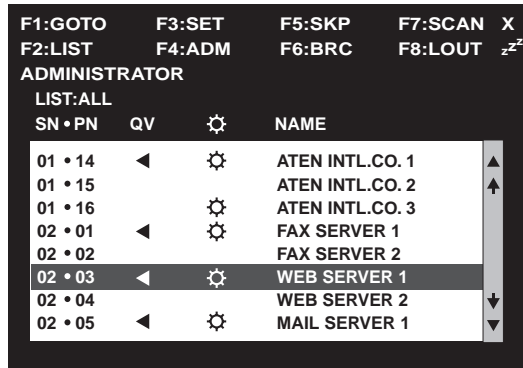 F1:GOTO F3:SET F5:SKP F7:SCAN X
F2:LIST F4:ADM F6:BRC F8:LOUT zZZ
ADMINISTRATOR
LIST:ALL
SN•PN QV NAME
01•14 ATEN INTL.CO. 1
01•15 ATEN INTL.CO. 2
01•16 ATEN INTL.CO. 3
02•01 FAX SERVER 1
02•02 FAX SERVER 2
02•03 WEB SERVER 1
02•04 WEB SERVER 2
02•05 MAIL SERVER 1